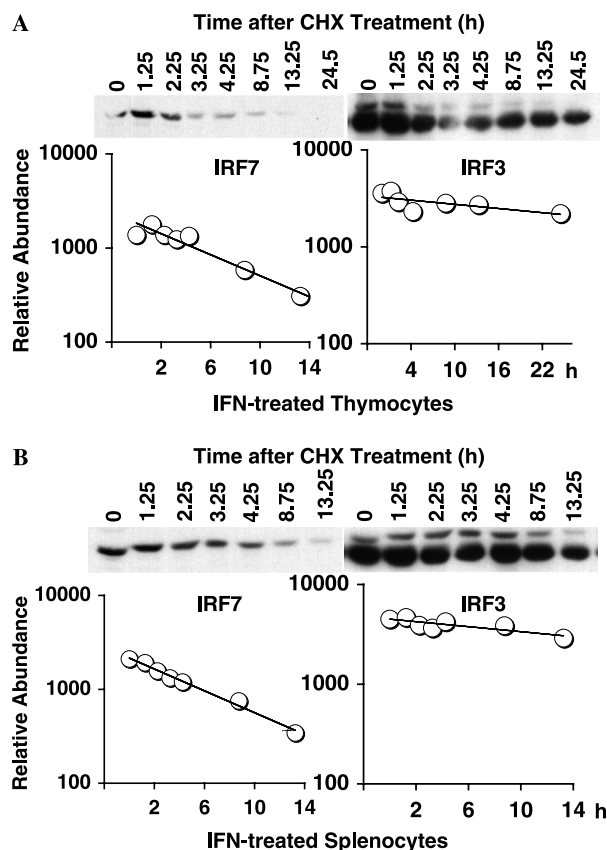 A
Time after CHX Treatment (h)
0 1.25 2.25 3.25 4.25 8.75 13.25 24.5 0 1.25 2.25 3.25 4.25 8.75 13.25 24.5
Relative Abundance
10000 1000 100
IRF7
2 6 10 14
10000 1000 100
IRF3
4 10 16 22 h
IFN-treated Thymocytes
B
Time after CHX Treatment (h)
0 1.25 2.25 3.25 4.25 8.75 13.25 0 1.25 2.25 3.25 4.25 8.75 13.25
Relative Abundance
10000 1000 100
IRF7
2 6 10 14
10000 1000 100
IRF3
2 6 10 14 h
IFN-treated Splenocytes